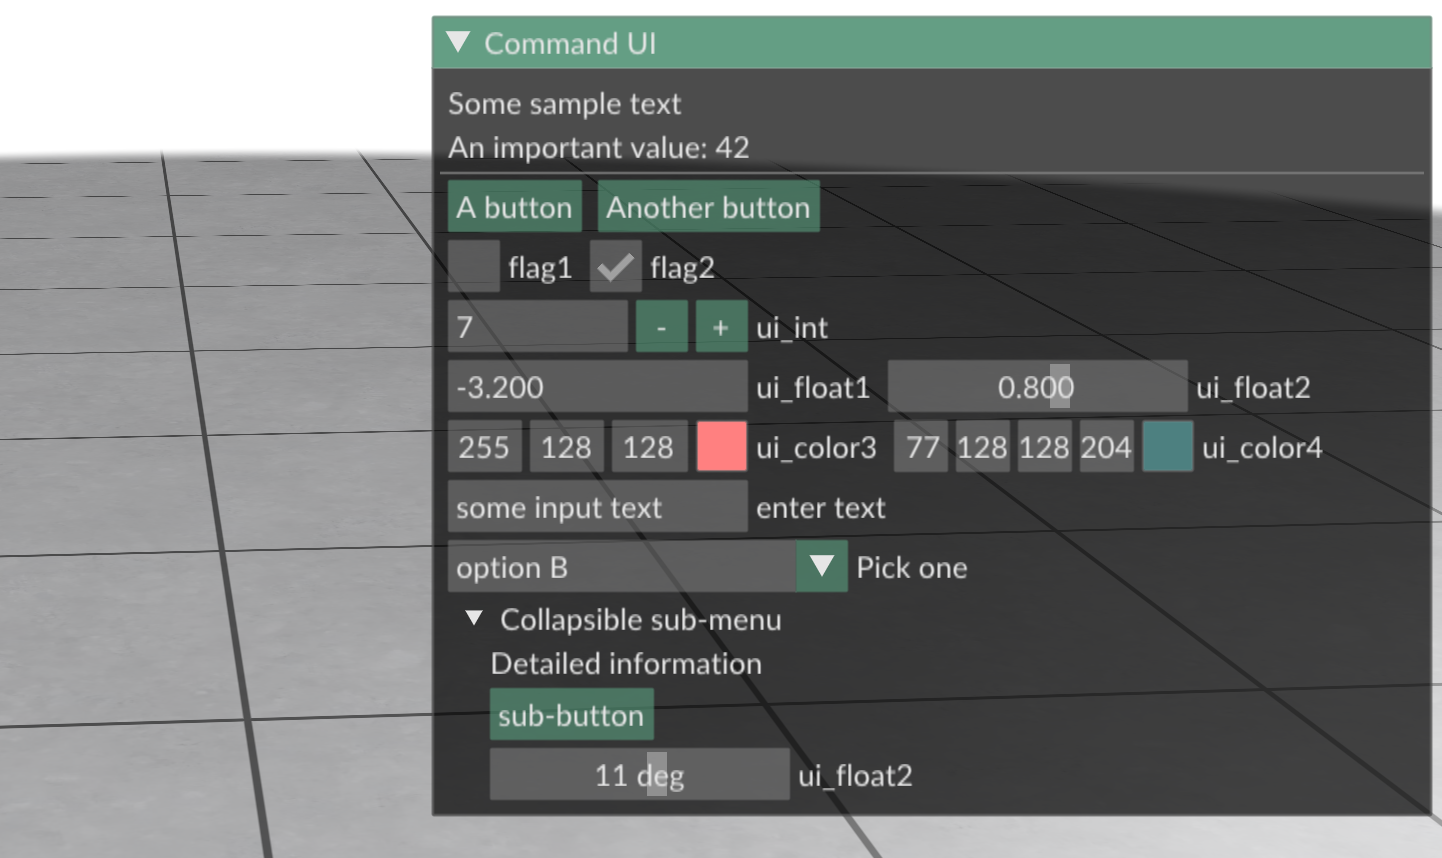 Command UI
Some sample text
An important value: 42
A button Another button
flag1 flag2
7 - + ui_int
-3.200 ui_float1 0.800 ui_float2
255 128 128 ui_color3 77 128 128 204 ui_color4
some input text enter text
option B Pick one
Collapsible sub-menu
Detailed information
sub-button
11 deg ui_float2